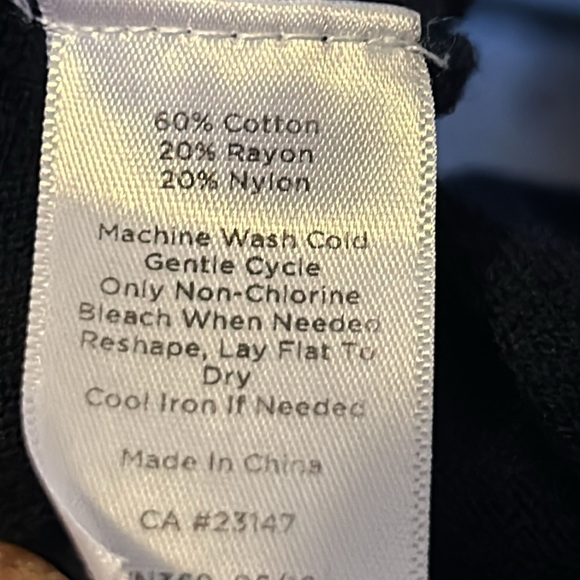 60% Cotton
20% Rayon
20% Nylon
Machine Wash Cold
Gentle Cycle
Only Non-Chlorine
Bleach When Needed
Reshape, Lay Flat To
Dry
Cool Iron If Needed
Made In China
CA #23147